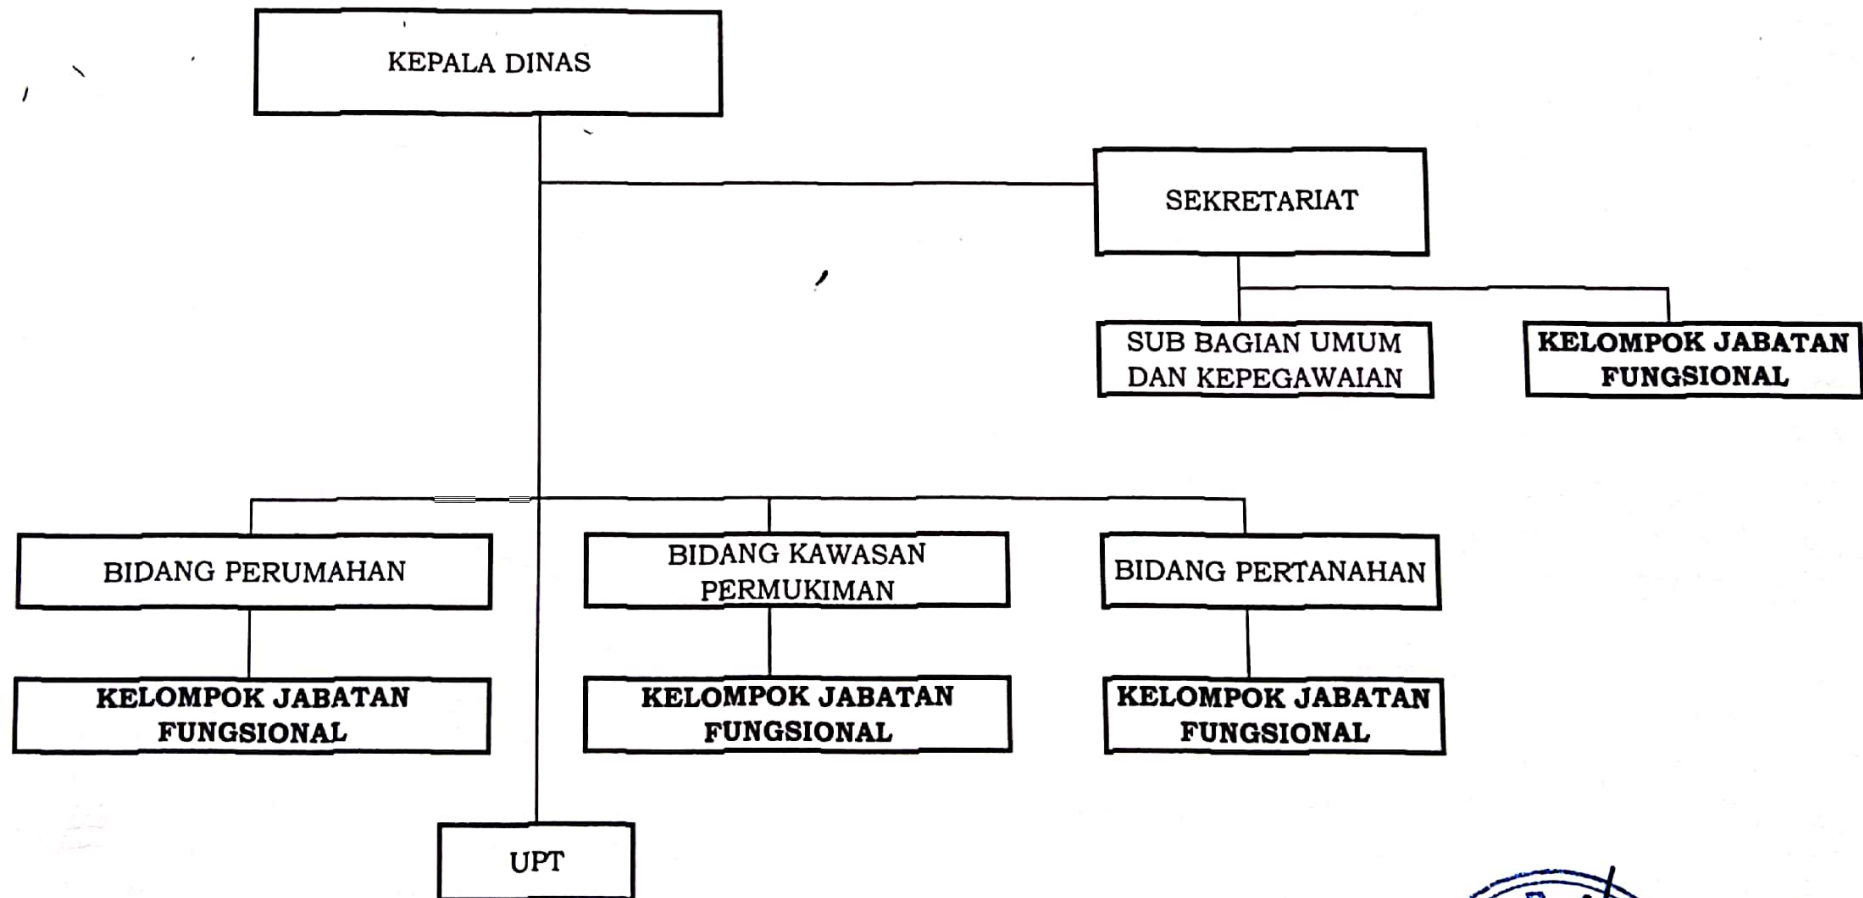 KEPALA DINAS
SEKRETARIAT
SUB BAGIAN UMUM
DAN KEPEGAWAIAN
KELOMPOK JABATAN
FUNGSIONAL
BIDANG PERUMAHAN
BIDANG KAWASAN
PERMUKIMAN
BIDANG PERTANAHAN
KELOMPOK JABATAN
FUNGSIONAL
KELOMPOK JABATAN
FUNGSIONAL
KELOMPOK JABATAN
FUNGSIONAL
UPT